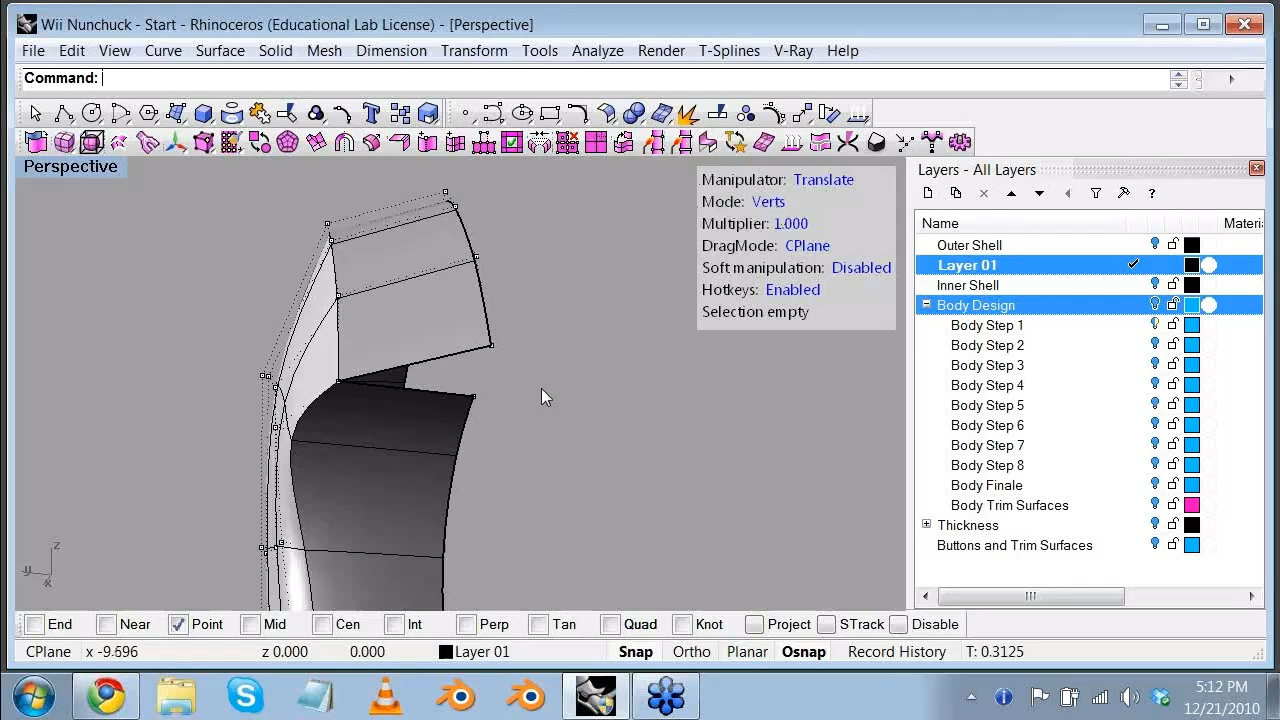 Wii Nunchuck - Start - Rhinoceros (Educational Lab License) - [Perspective]
File Edit View Curve Surface Solid Mesh Dimension Transform Tools Analyze Render T-Splines V-Ray Help
Command:
Perspective
Manipulator: Translate
Mode: Verts
Multiplier: 1.000
DragMode: CPlane
Soft manipulation: Disabled
Hotkeys: Enabled
Selection empty
Layers - All Layers
Name Materi
Outer Shell
Layer 01
Inner Shell
Body Design
Body Step 1
Body Step 2
Body Step 3
Body Step 4
Body Step 5
Body Step 6
Body Step 7
Body Step 8
Body Finale
Body Trim Surfaces
Thickness
Buttons and Trim Surfaces
z
y
x
End Near Point Mid Cen Int Perp Tan Quad Knot Project STrack Disable
CPlane x -9.696 z 0.000 0.000 Layer 01 Snap Ortho Planar Osnap Record History T: 0.3125
5:12 PM
12/21/2010